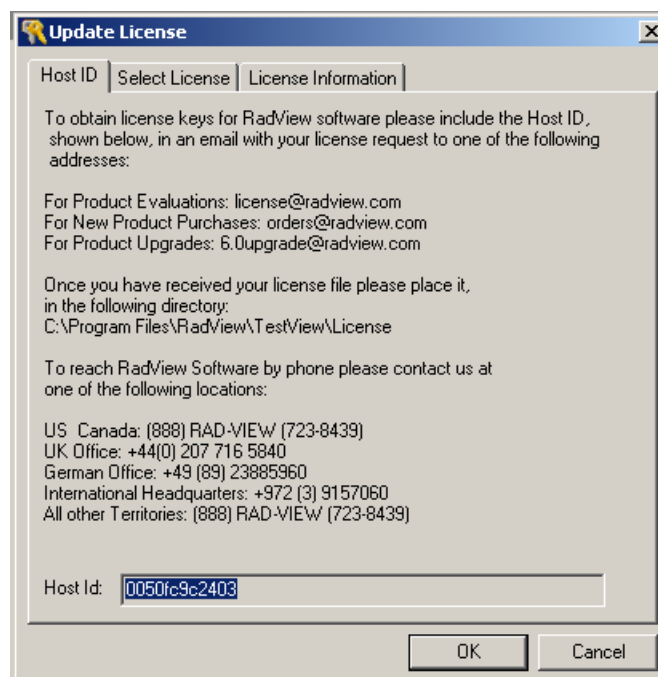 Update License
Host ID
Select License
License Information
To obtain license keys for RadView software please include the Host ID,
shown below, in an email with your license request to one of the following
addresses:
For Product Evaluations: license@radview.com
For New Product Purchases: orders@radview.com
For Product Upgrades: 6.0upgrade@radview.com
Once you have received your license file please place it,
in the following directory:
C:\Program Files\RadView\TestView\License
To reach RadView Software by phone please contact us at
one of the following locations:
US  Canada: (888) RAD-VIEW (723-8439)
UK Office: +44(0) 207 716 5840
German Office: +49 (89) 23885960
International Headquarters: +972 (3) 9157060
All other Territories: (888) RAD-VIEW (723-8439)
Host Id: 0050fc9c2403
OK
Cancel